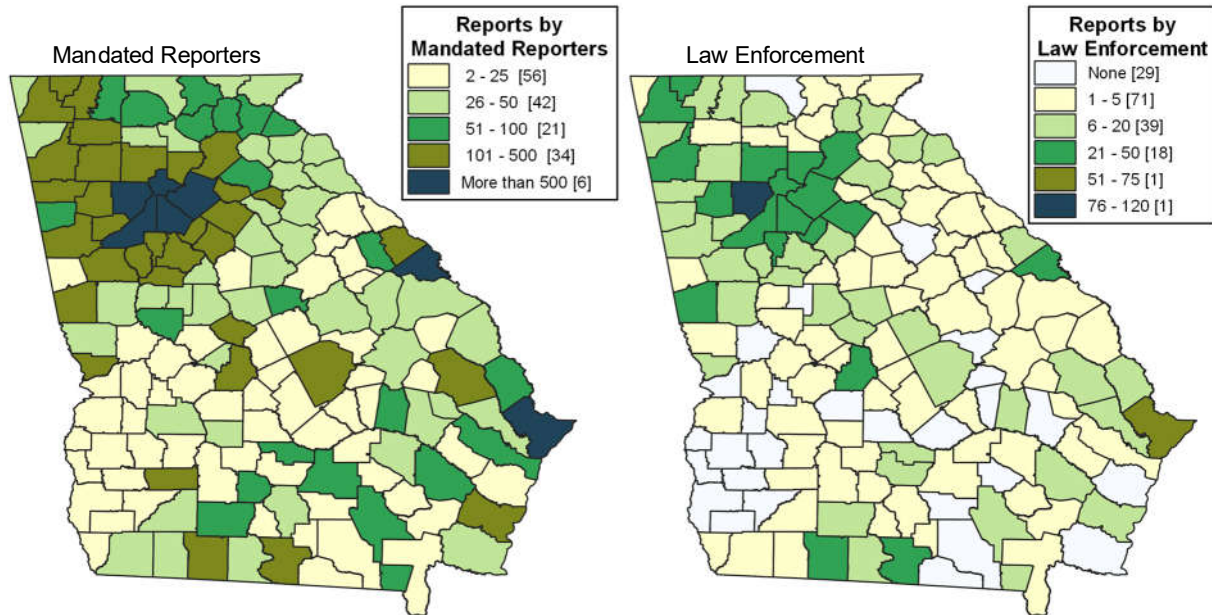 Mandated Reporters
Reports by
Mandated Reporters
2 - 25 [56]
26 - 50 [42]
51 - 100 [21]
101 - 500 [34]
More than 500 [6]
Law Enforcement
Reports by
Law Enforcement
None [29]
1 - 5 [71]
6 - 20 [39]
21 - 50 [18]
51 - 75 [1]
76 - 120 [1]